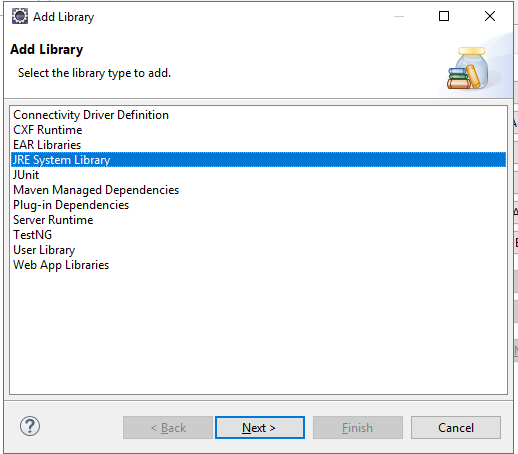 Add Library
Add Library
Select the library type to add.
Connectivity Driver Definition
CXF Runtime
EAR Libraries
JRE System Library
JUnit
Maven Managed Dependencies
Plug-in Dependencies
Server Runtime
TestNG
User Library
Web App Libraries
? < Back Next > Finish Cancel